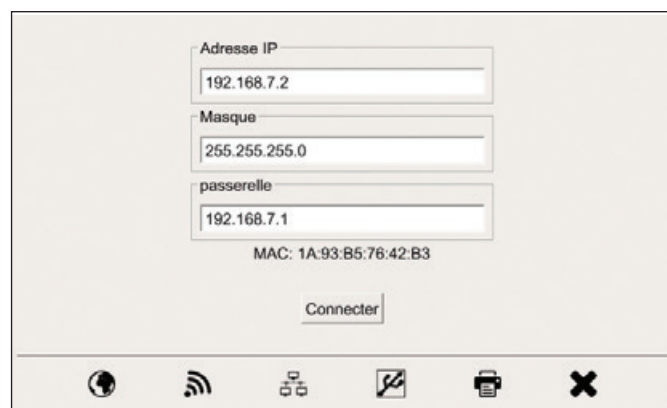 Adresse IP
192.168.7.2
Masque
255.255.255.0
passerelle
192.168.7.1
MAC: 1A:93:B5:76:42:B3
Connecter